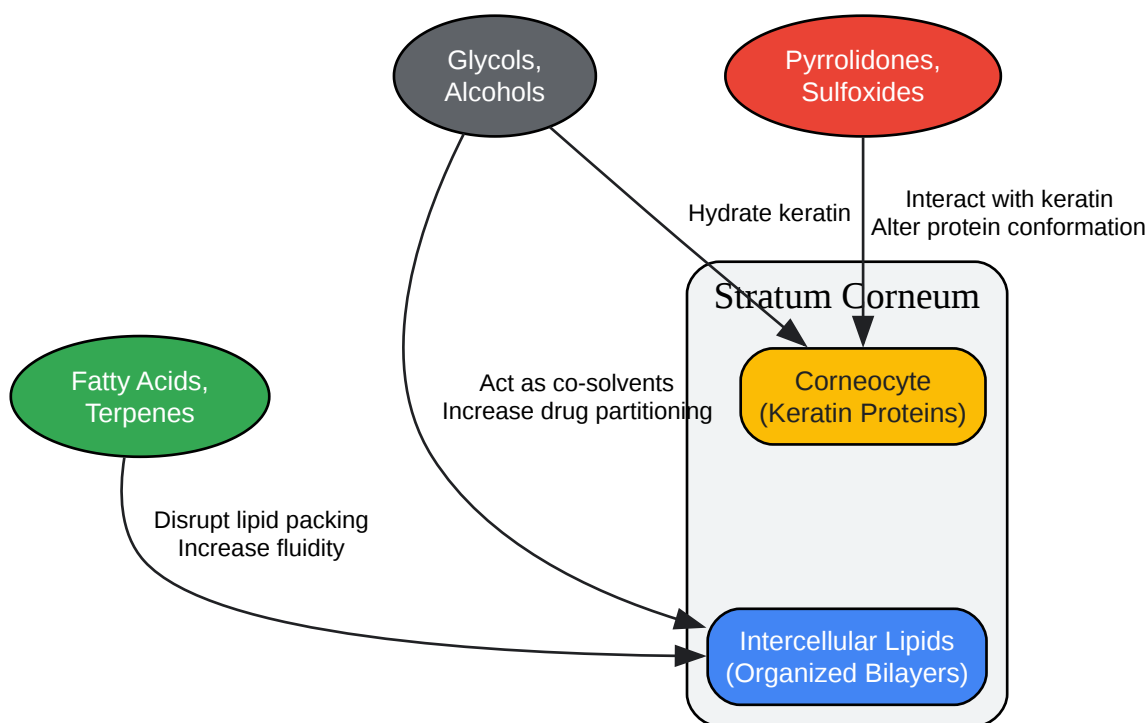 Glycols,
Alcohols
Pyrrolidones,
Sulfoxides
Hydrate keratin
Interact with keratin
Alter protein conformation
Stratum Corneum
Fatty Acids,
Terpenes
Act as co-solvents
Increase drug partitioning
Corneocyte
(Keratin Proteins)
Disrupt lipid packing
Increase fluidity
Intercellular Lipids
(Organized Bilayers)